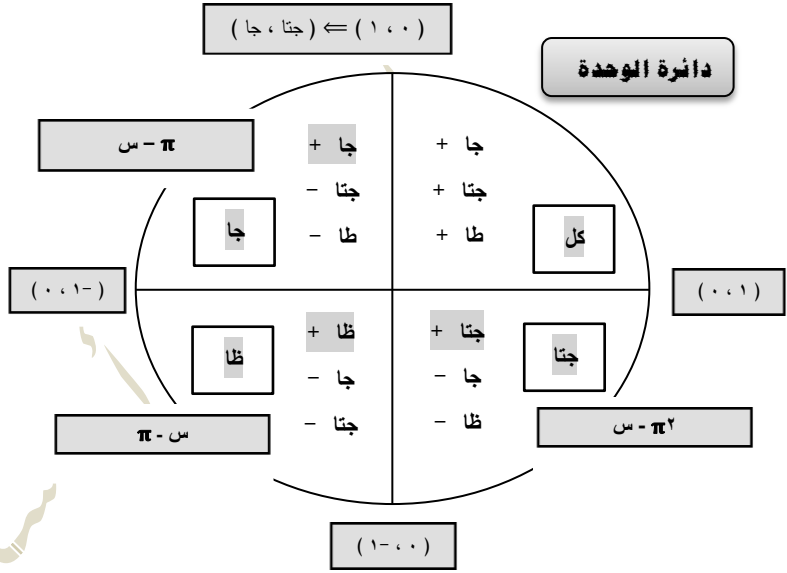 ( ٠ ، ١ ) ⇐ ( جتا ، جا )
دائرة الوحدة
π – س
جا +
جتا +
طا +
كل
جا +
جتا –
طا –
جا
( ١ ، ٠ )
( -١ ، ٠ )
جتا +
جا –
ظا –
جتا
ظا +
جا –
جتا –
ظا
٢π - س
س - π
( ٠ ، -١ )